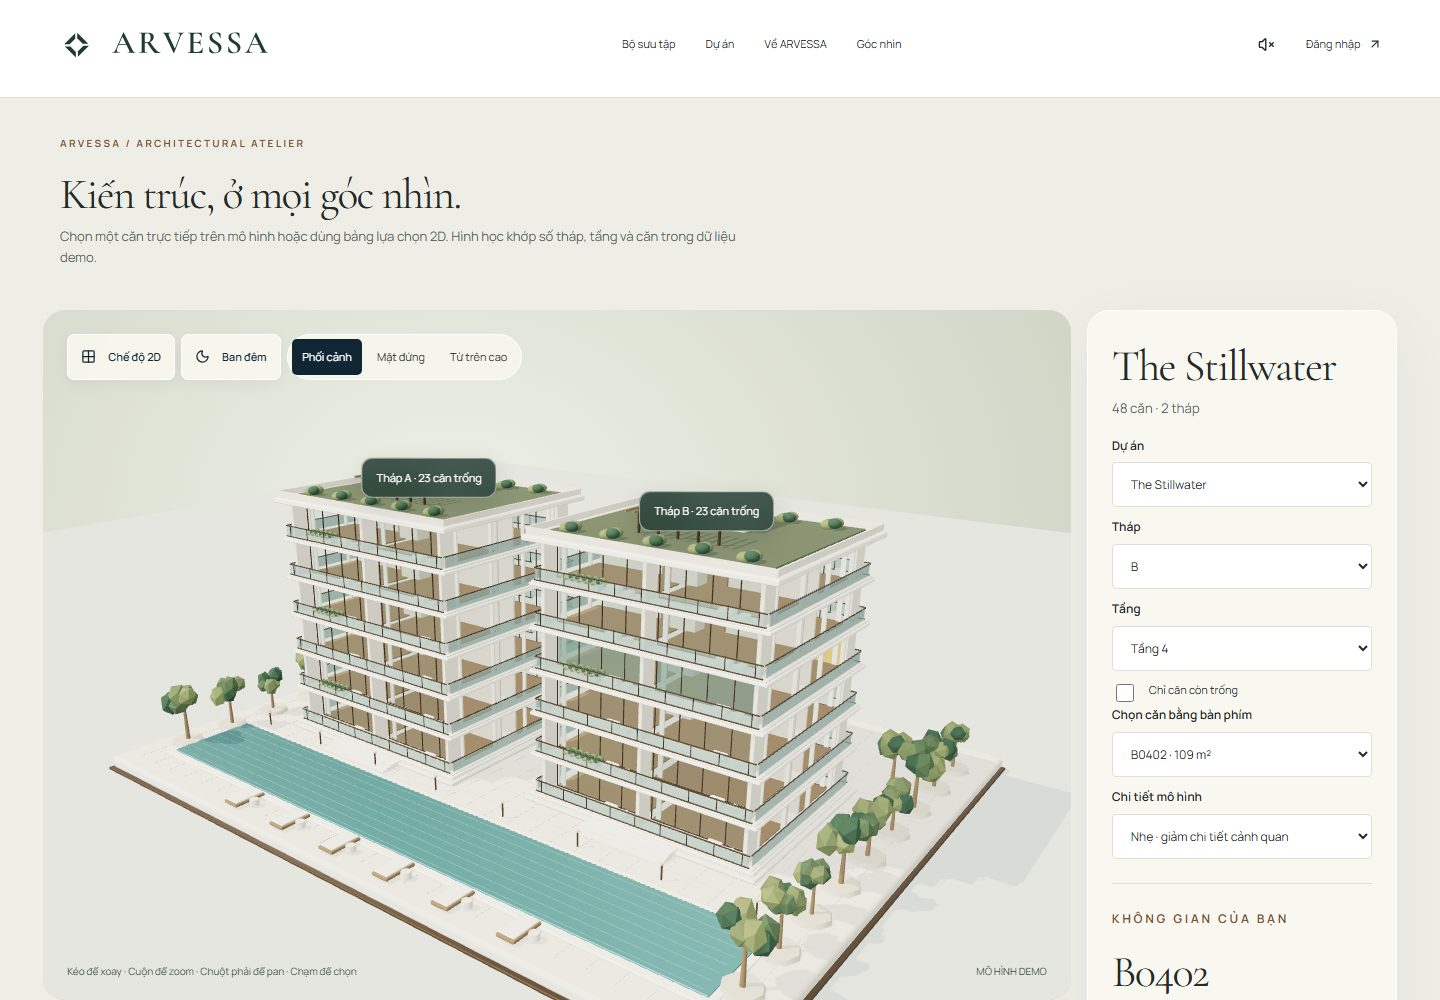 ARVESSA
Bộ sưu tập
Dự án
Về ARVESSA
Góc nhìn
Đăng nhập
ARVESSA / ARCHITECTURAL ATELIER
Kiến trúc, ở mọi góc nhìn.
Chọn một căn trực tiếp trên mô hình hoặc dùng bảng lựa chọn 2D. Hình học khớp số tháp, tầng và căn trong dữ liệu
demo.
Chế độ 2D
Ban đêm
Phối cảnh
Mặt đứng
Từ trên cao
Tháp A · 23 căn trống
Tháp B · 23 căn trống
Kéo để xoay · Cuộn để zoom · Chuột phải để pan · Chạm để chọn
MÔ HÌNH DEMO
The Stillwater
48 căn · 2 tháp
Dự án
The Stillwater
Tháp
B
Tầng
Tầng 4
Chỉ căn còn trống
Chọn căn bằng bàn phím
B0402 · 109 m²
Chi tiết mô hình
Nhẹ · giảm chi tiết cảnh quan
KHÔNG GIAN CỦA BẠN
B0402